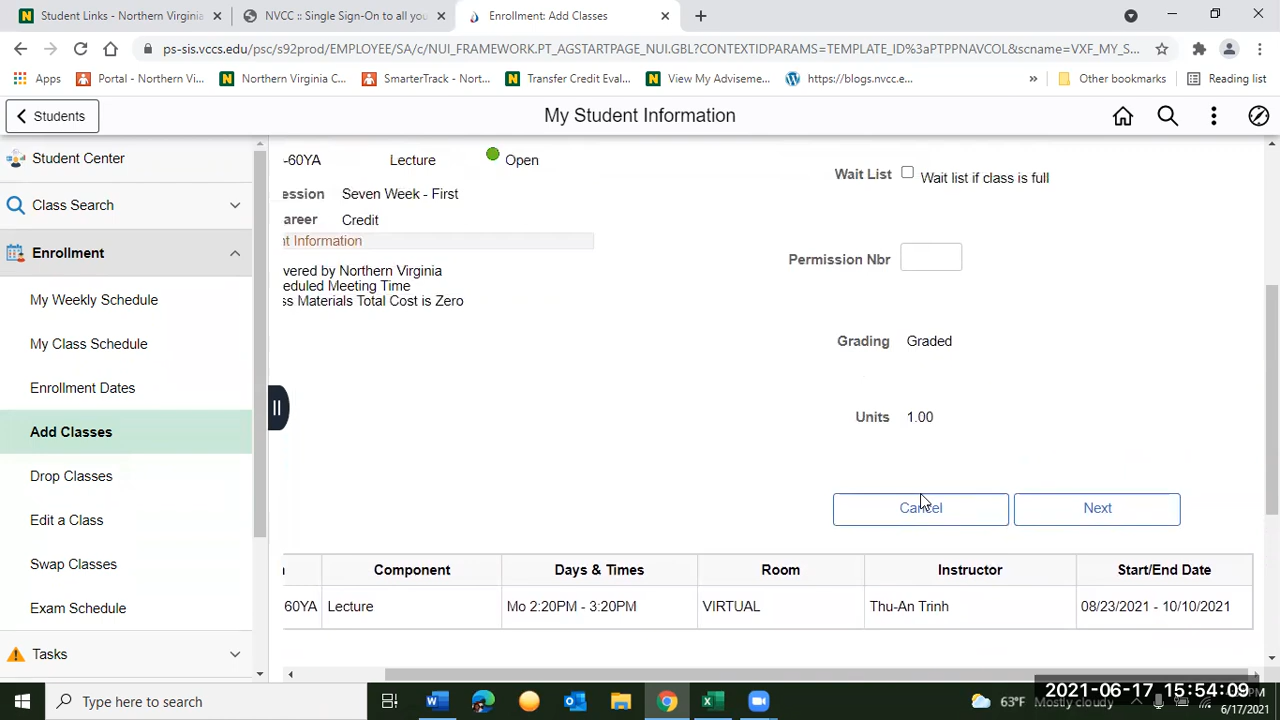 Student Links - Northern Virginia
NVCC :: Single Sign-On to all you
Enrollment: Add Classes
ps-sis.vccs.edu/psc/s92prod/EMPLOYEE/SA/c/NUI_FRAMEWORK.PT_AGSTARTPAGE_NUI.GBL?CONTEXTIDPARAMS=TEMPLATE_ID%3aPTPPNAVCOL&scname=VXF_MY_S...
Apps
Portal - Northern Vi...
Northern Virginia C...
SmarterTrack - Nort...
Transfer Credit Eval...
View My Adviseme...
https://blogs.nvcc.e...
»
Other bookmarks
Reading list
Students
My Student Information
Student Center
Class Search
Enrollment
My Weekly Schedule
My Class Schedule
Enrollment Dates
Add Classes
Drop Classes
Edit a Class
Swap Classes
Exam Schedule
Tasks
-60YA Lecture Open
ession Seven Week - First
areer Credit
nt Information
vered by Northern Virginia
eduled Meeting Time
ss Materials Total Cost is Zero
Wait List Wait list if class is full
Permission Nbr
Grading Graded
Units 1.00
Cancel Next
Component Days & Times Room Instructor Start/End Date
60YA Lecture Mo 2:20PM - 3:20PM VIRTUAL Thu-An Trinh 08/23/2021 - 10/10/2021
Type here to search
63°F Mostly cloudy
2021-06-17 15:54:09
6/17/2021